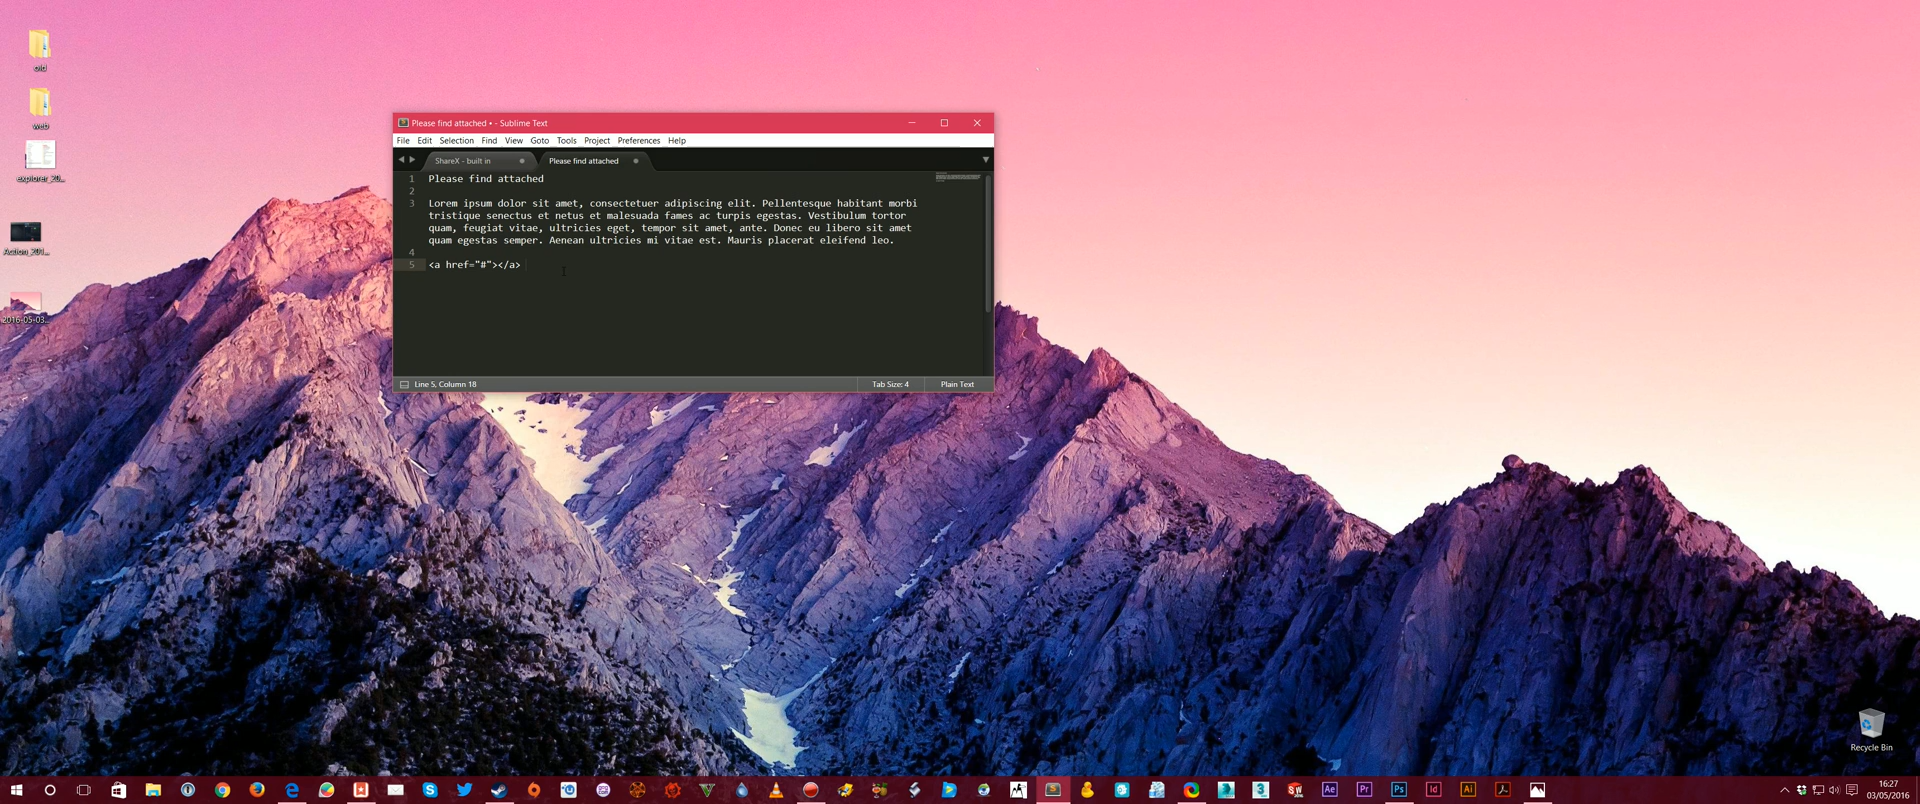 old
web
explorer_20...
Action_201...
2016-05-03...
Please find attached • - Sublime Text
File Edit Selection Find View Goto Tools Project Preferences Help
ShareX - built in
Please find attached
1 Please find attached
2
3 Lorem ipsum dolor sit amet, consectetuer adipiscing elit. Pellentesque habitant morbi
tristique senectus et netus et malesuada fames ac turpis egestas. Vestibulum tortor
quam, feugiat vitae, ultricies eget, tempor sit amet, ante. Donec eu libero sit amet
quam egestas semper. Aenean ultricies mi vitae est. Mauris placerat eleifend leo.
4
5 <a href="#"></a>
Line 5, Column 18
Tab Size: 4
Plain Text
Recycle Bin
Ae Pr Ps Id Ai
16:27
03/05/2016